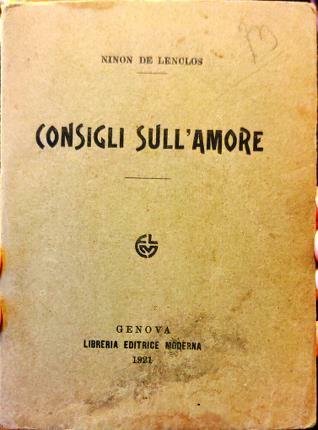 NINON DE LENCLOS
CONSIGLI SULL'AMORE
GENOVA
LIBRERIA EDITRICE MODERNA
1921